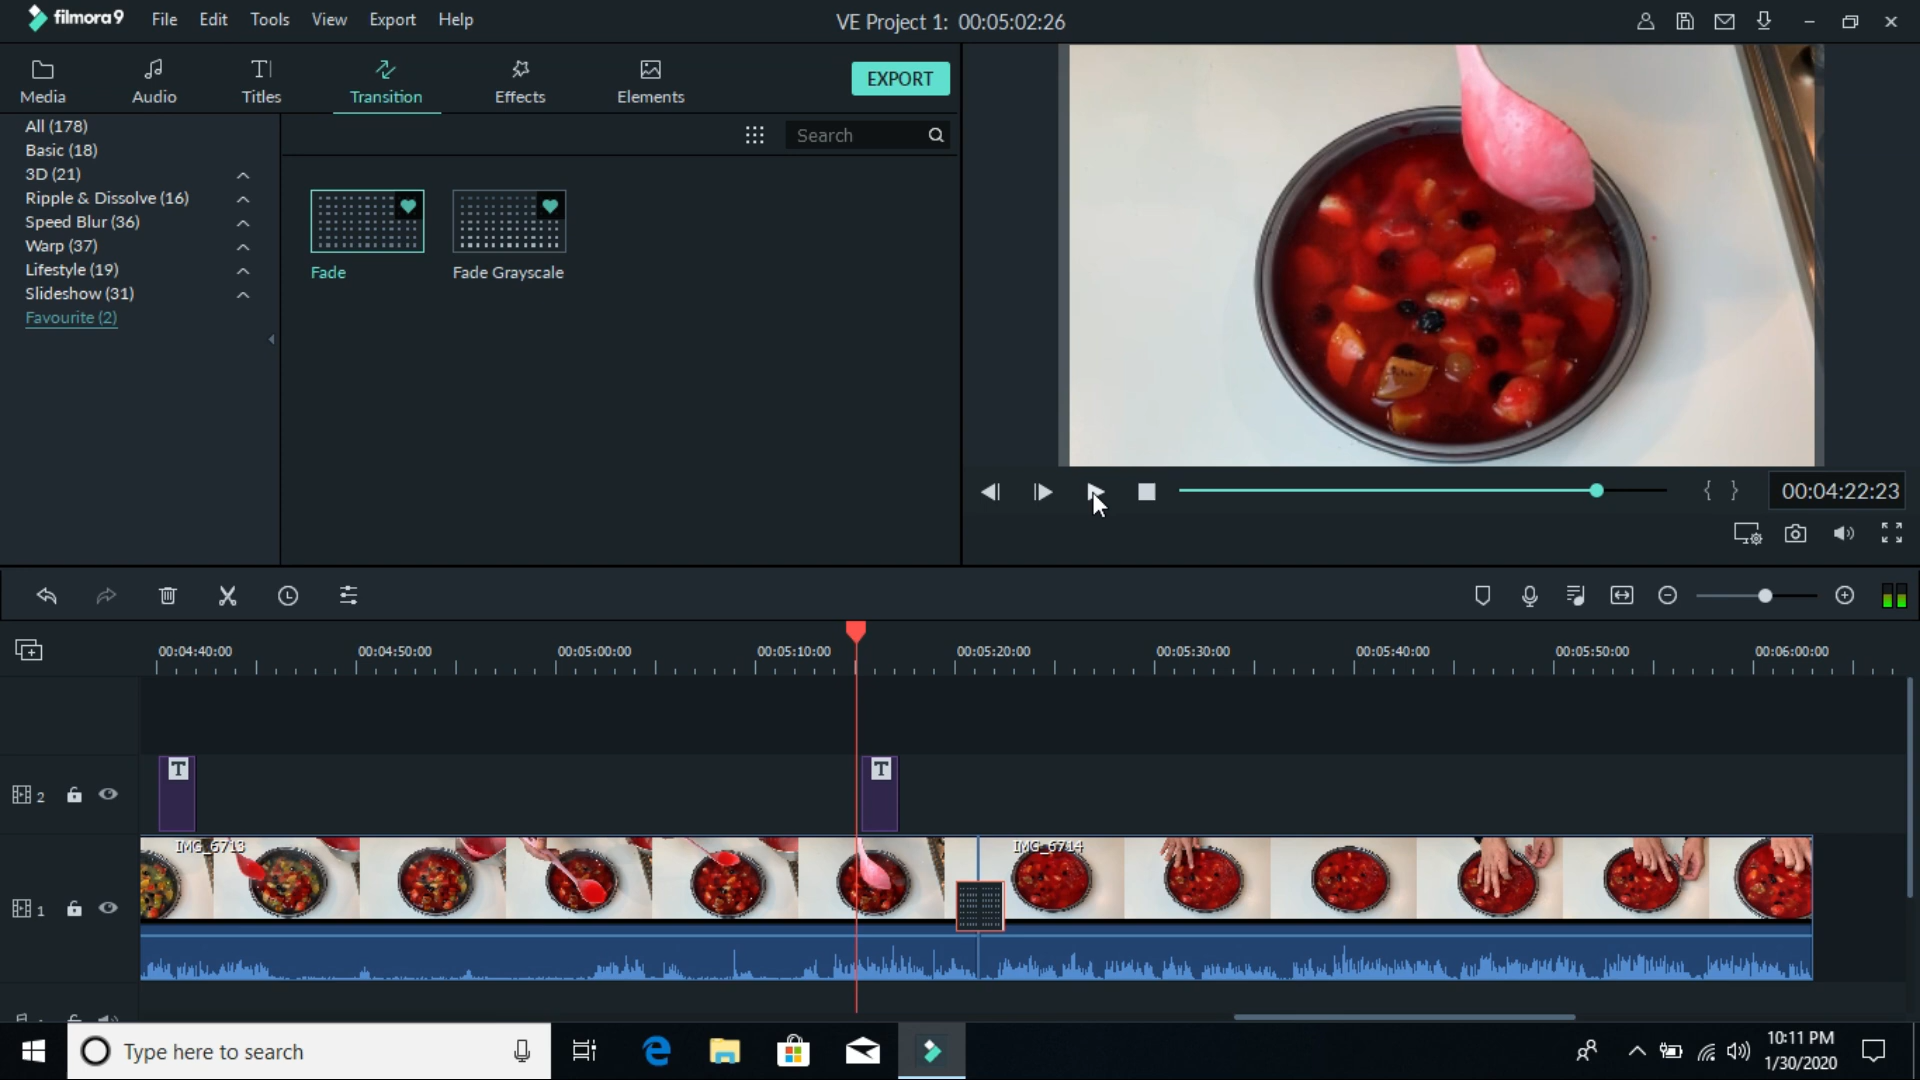 filmora9
File Edit Tools View Export Help
VE Project 1: 00:05:02:26
Media Audio Titles Transition Effects Elements
EXPORT
All (178)
Basic (18)
3D (21)
Ripple & Dissolve (16)
Speed Blur (36)
Warp (37)
Lifestyle (19)
Slideshow (31)
Favourite (2)
Search
Fade
Fade Grayscale
00:04:22:23
00:04:40:00 00:04:50:00 00:05:00:00 00:05:10:00 00:05:20:00 00:05:30:00 00:05:40:00 00:05:50:00 00:06:00:00
T T
2
IMG_6713 IMG_6714
1
Type here to search
10:11 PM
1/30/2020